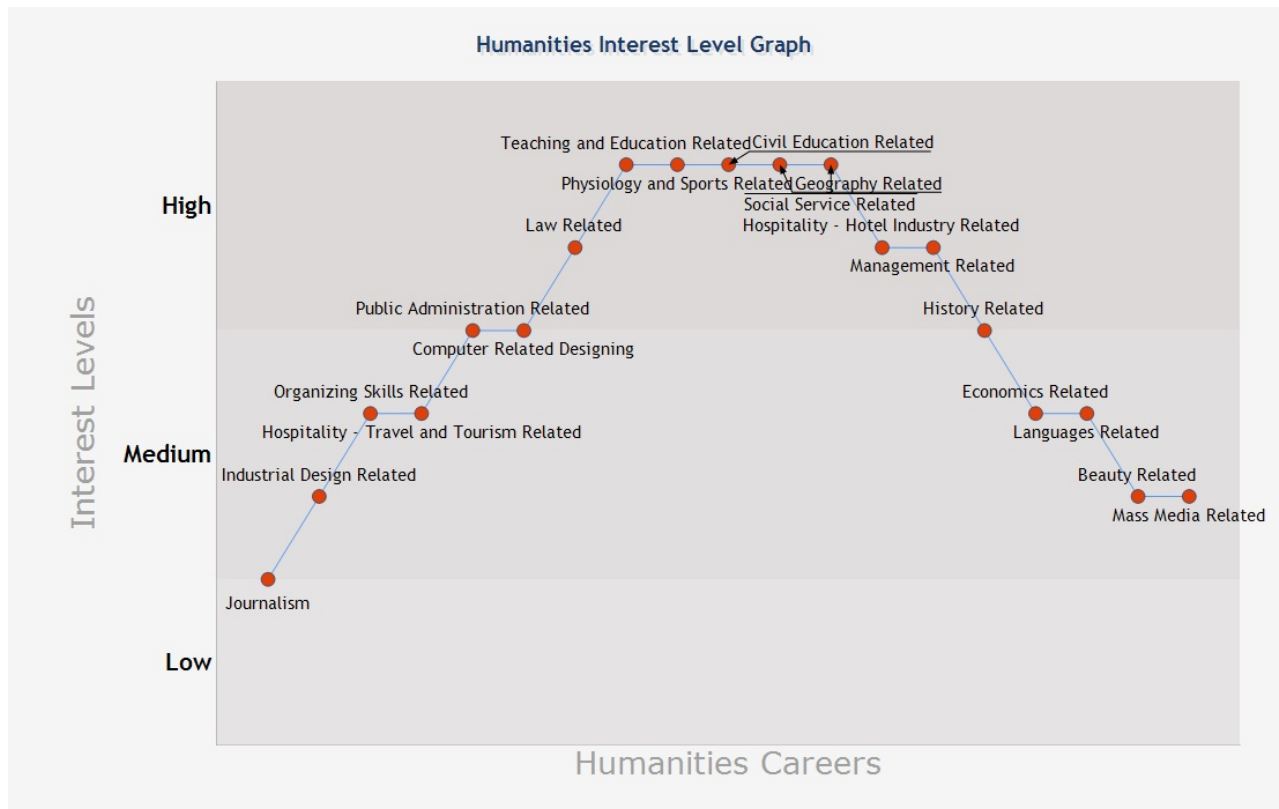 Humanities Interest Level Graph
Teaching and Education Related
Civil Education Related
Physiology and Sports Related
Geography Related
Social Service Related
High
Law Related
Hospitality - Hotel Industry Related
Management Related
Public Administration Related
History Related
Computer Related Designing
Interest Levels
Organizing Skills Related
Economics Related
Hospitality - Travel and Tourism Related
Languages Related
Medium
Industrial Design Related
Beauty Related
Mass Media Related
Journalism
Low
Humanities Careers